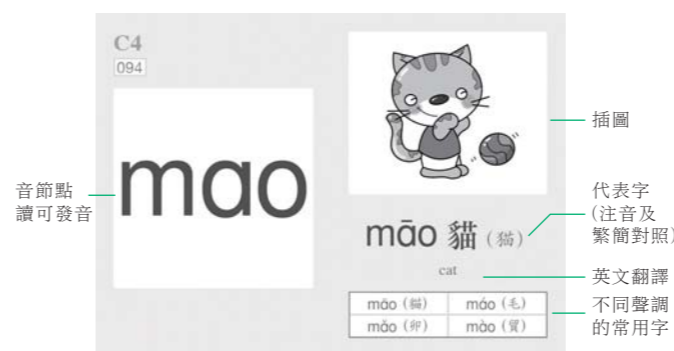 C4
094
mao
音節點
讀可發音
插圖
māo 貓 (猫)
代表字
(注音及
繁簡對照)
cat
英文翻譯
māo (貓) máo (毛)
mǎo (卯) mào (貿)
不同聲調
的常用字